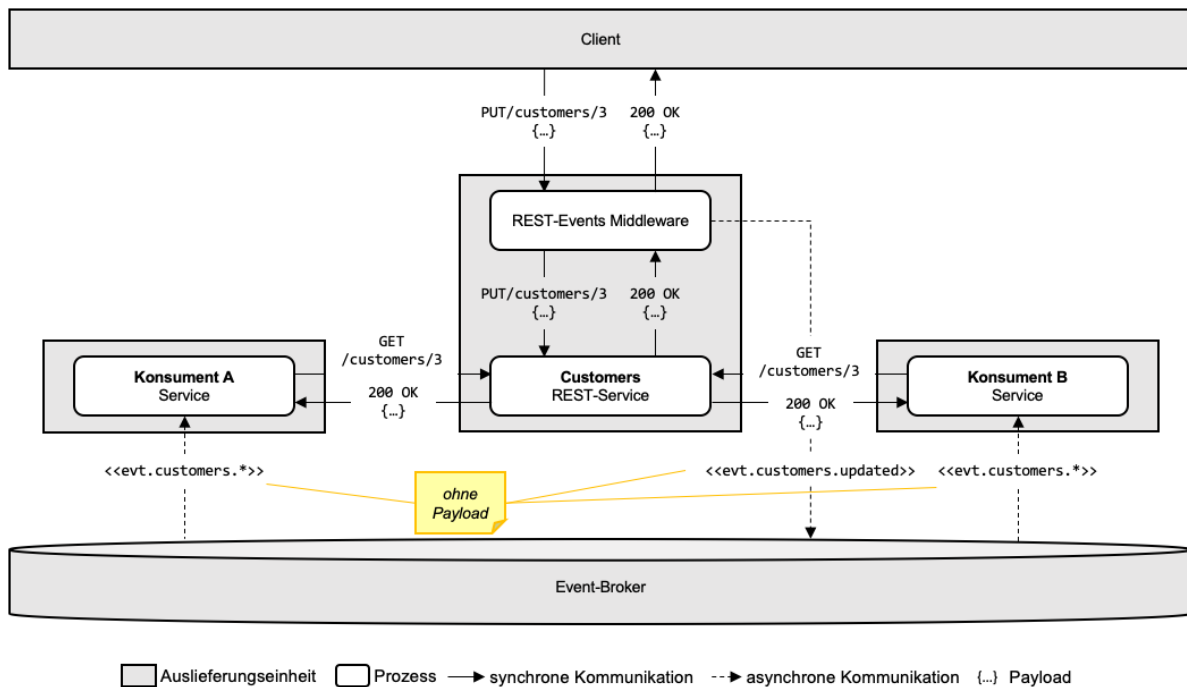 Client
PUT/customers/3
{…}
200 OK
{…}
REST-Events Middleware
PUT/customers/3
{…}
200 OK
{…}
Konsument A
Service
GET
/customers/3
200 OK
{…}
Customers
REST-Service
GET
/customers/3
200 OK
{…}
Konsument B
Service
<<evt.customers.*>>
<<evt.customers.updated>>
<<evt.customers.*>>
ohne
Payload
Event-Broker
Auslieferungseinheit
Prozess
synchrone Kommunikation
asynchrone Kommunikation
{…} Payload